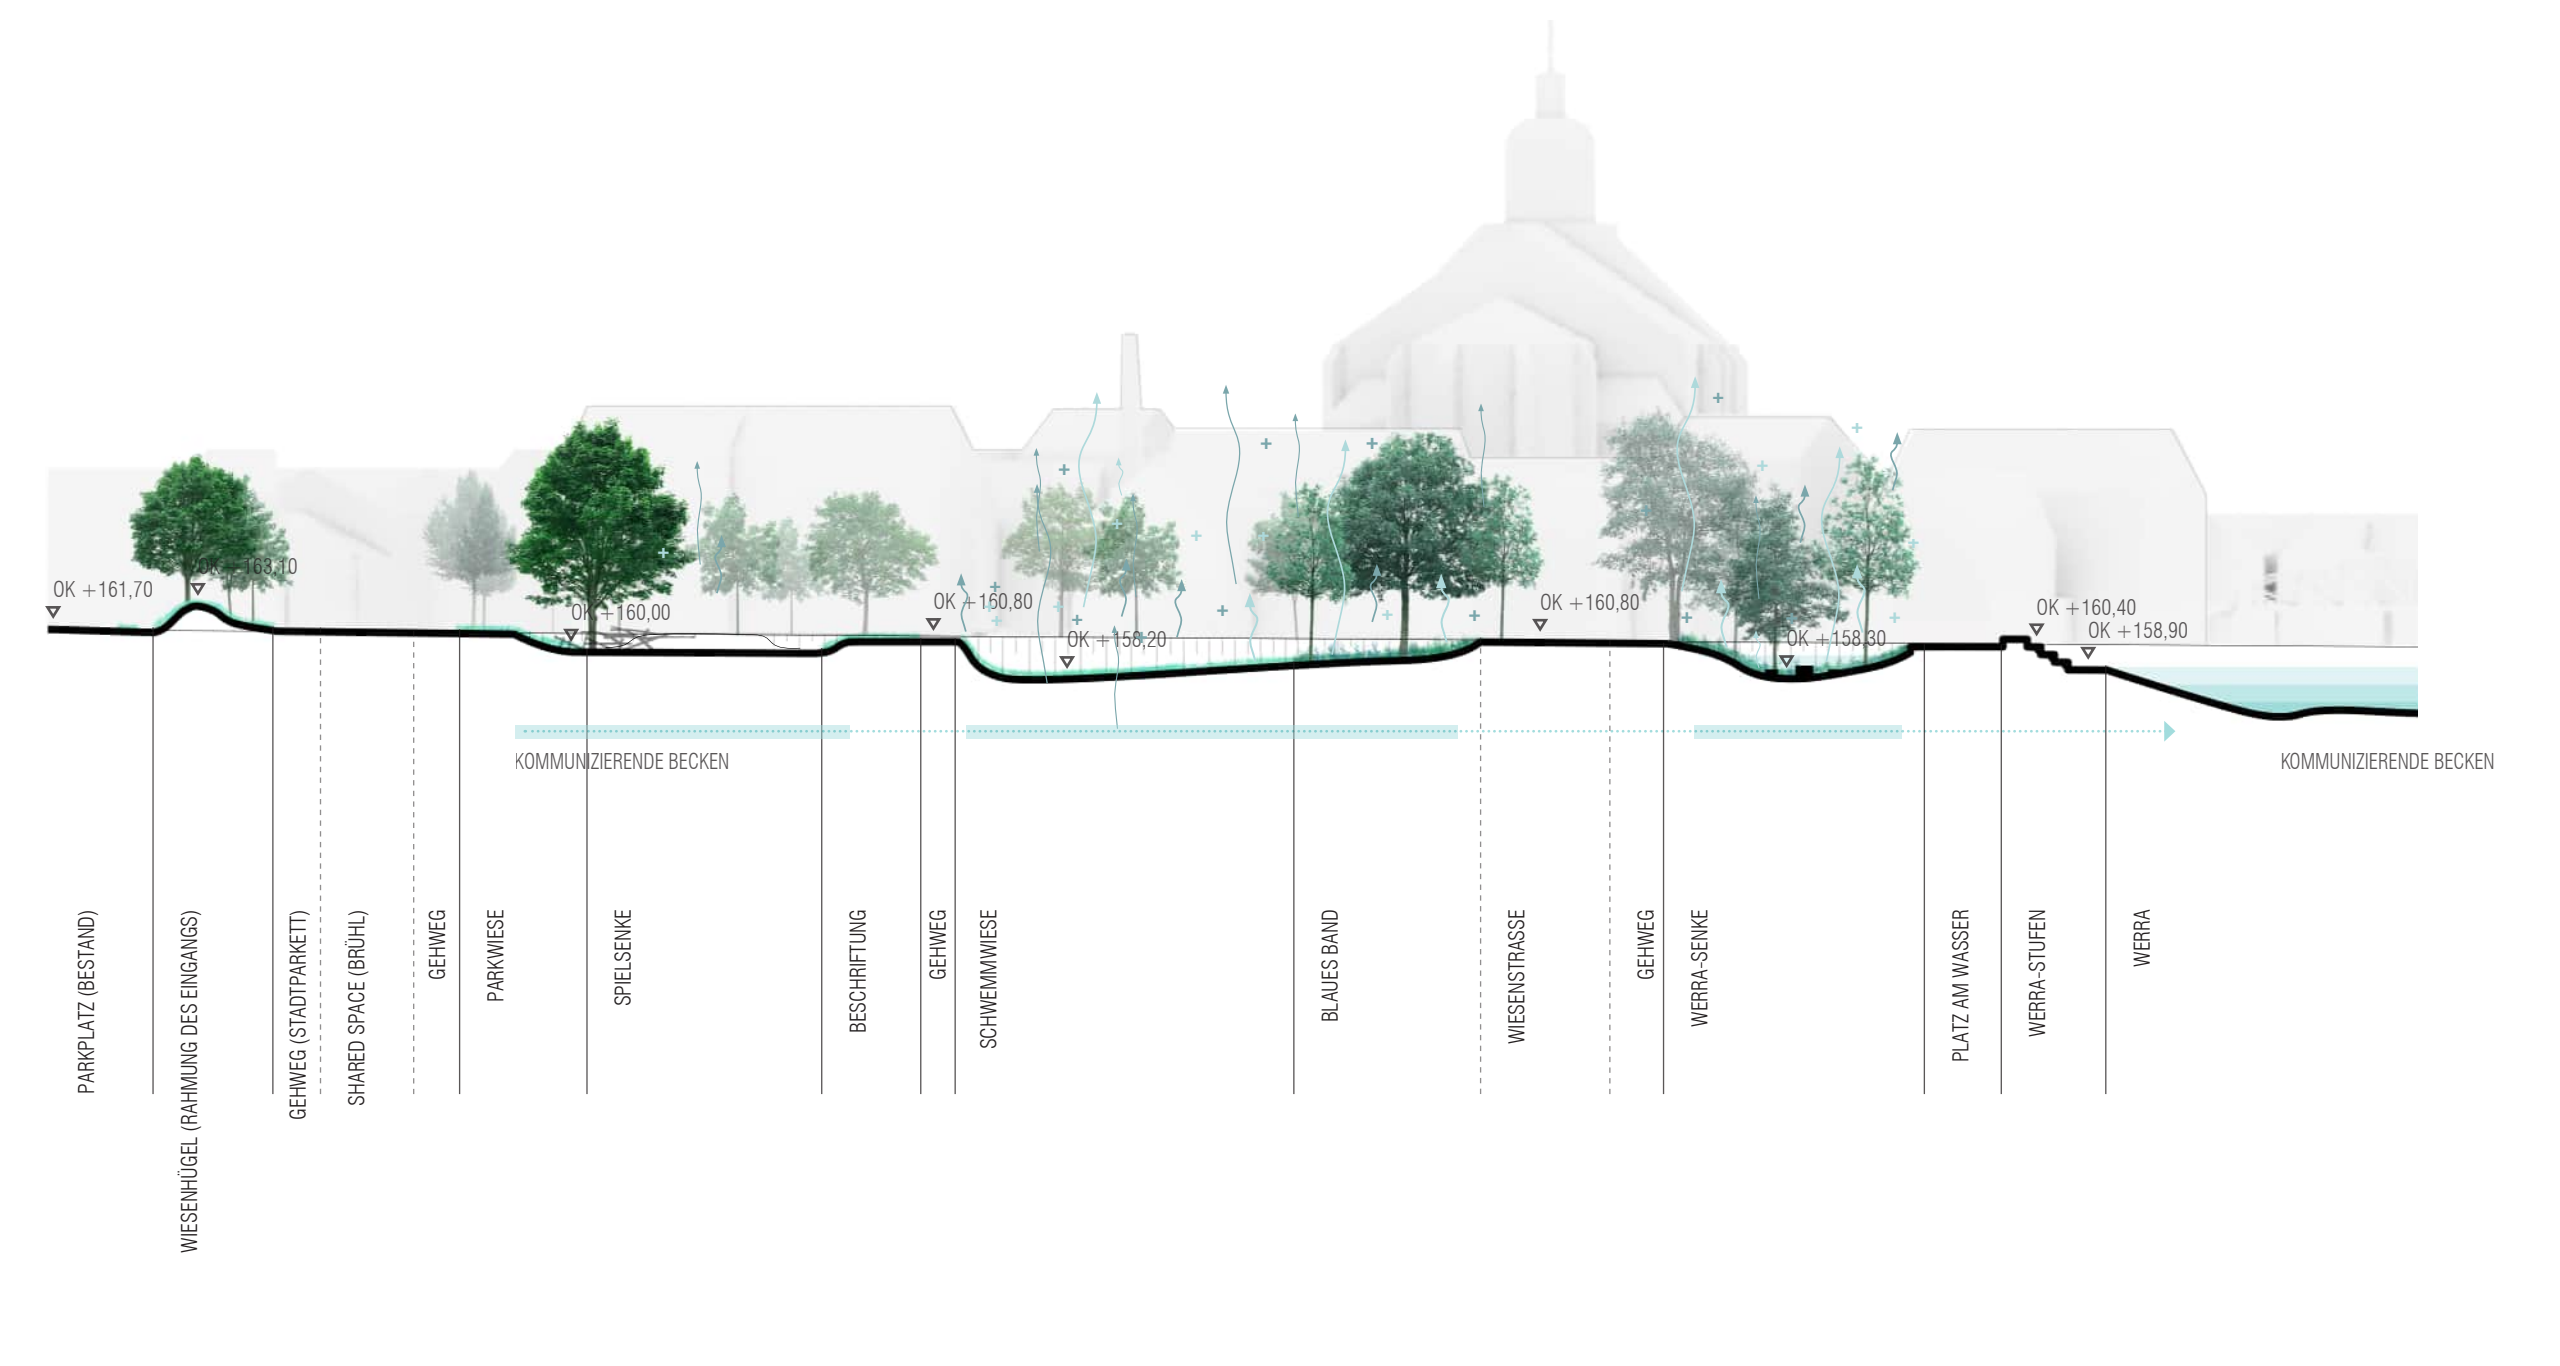 OK +161,70
OK +163,10
OK +160,00
OK +160,80
OK +158,20
OK +160,80
OK +158,30
OK +160,40
OK +158,90
KOMMUNIZIERENDE BECKEN
KOMMUNIZIERENDE BECKEN
PARKPLATZ (BESTAND)
WIESENHÜGEL (RAHMUNG DES EINGANGS)
GEHWEG (STADTPARKETT)
SHARED SPACE (BRÜHL)
GEHWEG
PARKWIESE
SPIELSENKE
BESCHRIFTUNG
GEHWEG
SCHWEMMWIESE
BLAUES BAND
WIESENSTRASSE
GEHWEG
WERRA-SENKE
PLATZ AM WASSER
WERRA-STUFEN
WERRA